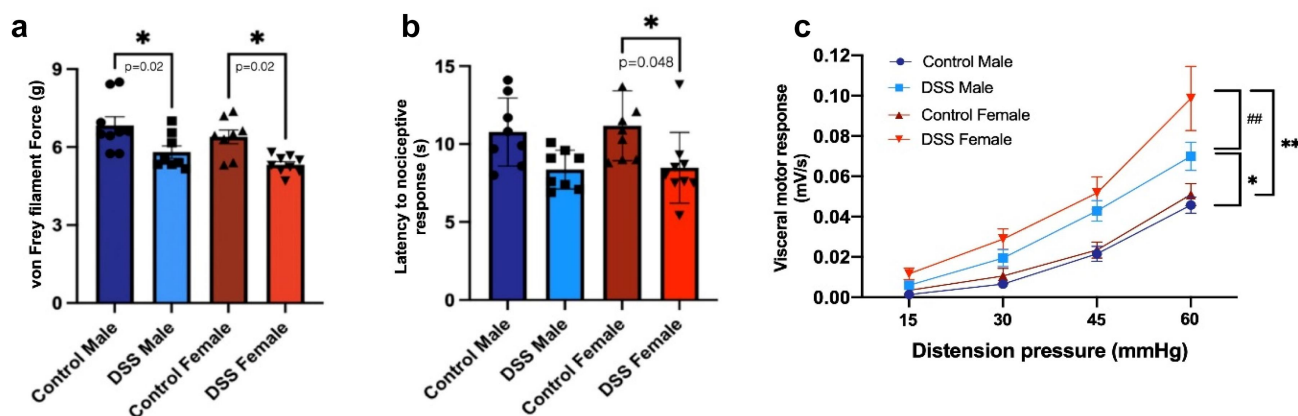 a
von Frey filament Force (g)
9
6
3
0
*
p=0.02
*
p=0.02
Control Male
DSS Male
Control Female
DSS Female
b
Latency to nociceptive
response (s)
15
10
5
0
*
p=0.048
Control Male
DSS Male
Control Female
DSS Female
c
Visceral motor response
(mV/s)
0.12
0.10
0.08
0.06
0.04
0.02
0.00
Control Male
DSS Male
Control Female
DSS Female
##
*
**
15 30 45 60
Distension pressure (mmHg)